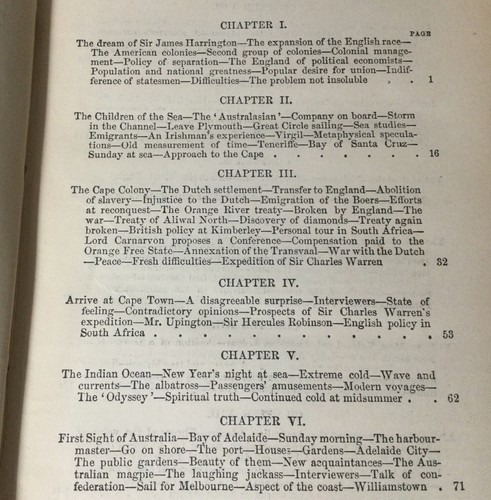 CHAPTER I.
PAGE
The dream of Sir James Harrington—The expansion of the English race—
The American colonies—Second group of colonies—Colonial manage-
ment—Policy of separation—The England of political economists—
Population and national greatness—Popular desire for union—Indif-
ference of statesmen—Difficulties—The problem not insoluble . . 1
CHAPTER II.
The Children of the Sea—The ‘Australasian’—Company on board—Storm
in the Channel—Leave Plymouth—Great Circle sailing—Sea studies—
Emigrants—An Irishman's experience—Virgil—Metaphysical specula-
tions—Old measurement of time—Teneriffe—Bay of Santa Cruz—
Sunday at sea—Approach to the Cape . . . . . . . 16
CHAPTER III.
The Cape Colony—The Dutch settlement—Transfer to England—Abolition
of slavery—Injustice to the Dutch—Emigration of the Boers—Efforts
at reconquest—The Orange River treaty—Broken by England—The
war—Treaty of Aliwal North—Discovery of diamonds—Treaty again
broken—British policy at Kimberley—Personal tour in South Africa—
Lord Carnarvon proposes a Conference—Compensation paid to the
Orange Free State—Annexation of the Transvaal—War with the Dutch
—Peace—Fresh difficulties—Expedition of Sir Charles Warren . 32
CHAPTER IV.
Arrive at Cape Town—A disagreeable surprise—Interviewers—State of
feeling—Contradictory opinions—Prospects of Sir Charles Warren's
expedition—Mr. Upington—Sir Hercules Robinson—English policy in
South Africa . . . . . . . . . . . 53
CHAPTER V.
The Indian Ocean—New Year's night at sea—Extreme cold—Wave and
currents—The albatross—Passengers' amusements—Modern voyages—
The ‘Odyssey’—Spiritual truth—Continued cold at midsummer . . 62
CHAPTER VI.
First Sight of Australia—Bay of Adelaide—Sunday morning—The harbour-
master—Go on shore—The port—Houses—Gardens—Adelaide City—
The public gardens—Beauty of them—New acquaintances—The Aus-
tralian magpie—The laughing jackass—Interviewers—Talk of con-
federation—Sail for Melbourne—Aspect of the coast—Williamstown . 71